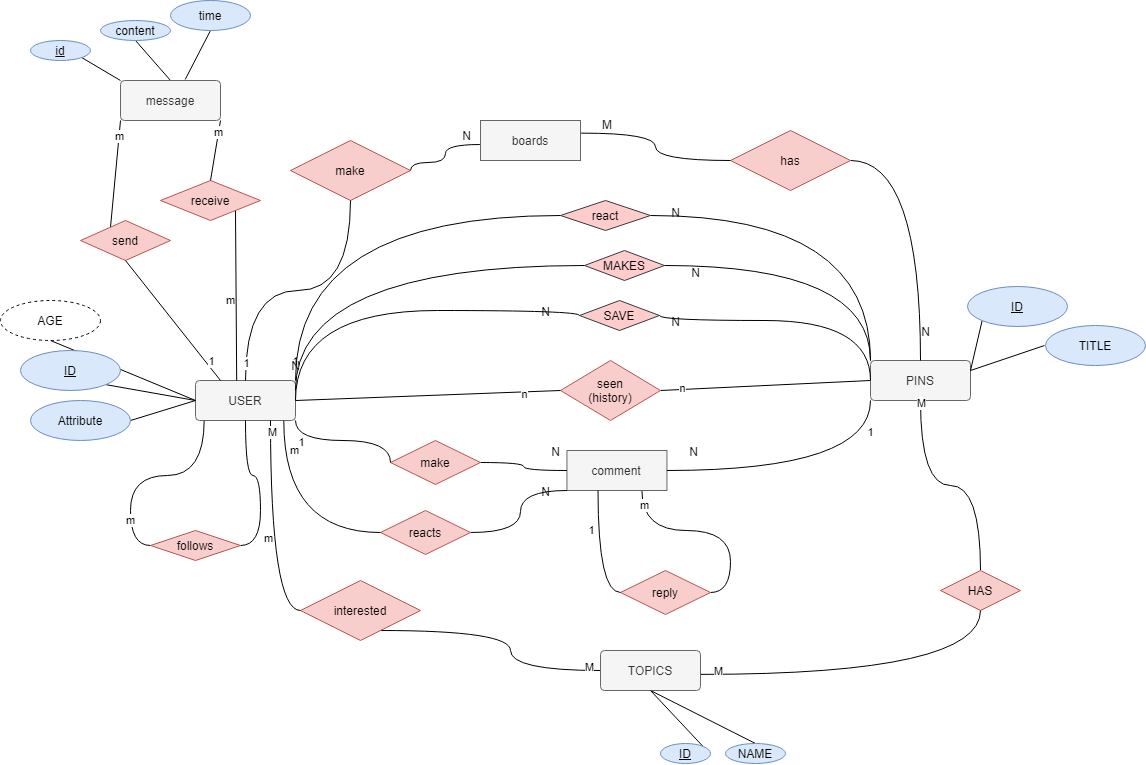 time
content
id
message
m
m
N
boards
M
has
make
receive
react
N
send
MAKES
N
m
ID
AGE
N
SAVE
N
N
TITLE
1
1
N
ID
seen
(history)
PINS
n
n
USER
M
Attribute
M
1
m
1
N
N
make
comment
N
m
m
1
m
reacts
follows
reply
HAS
interested
M
TOPICS
M
ID
NAME